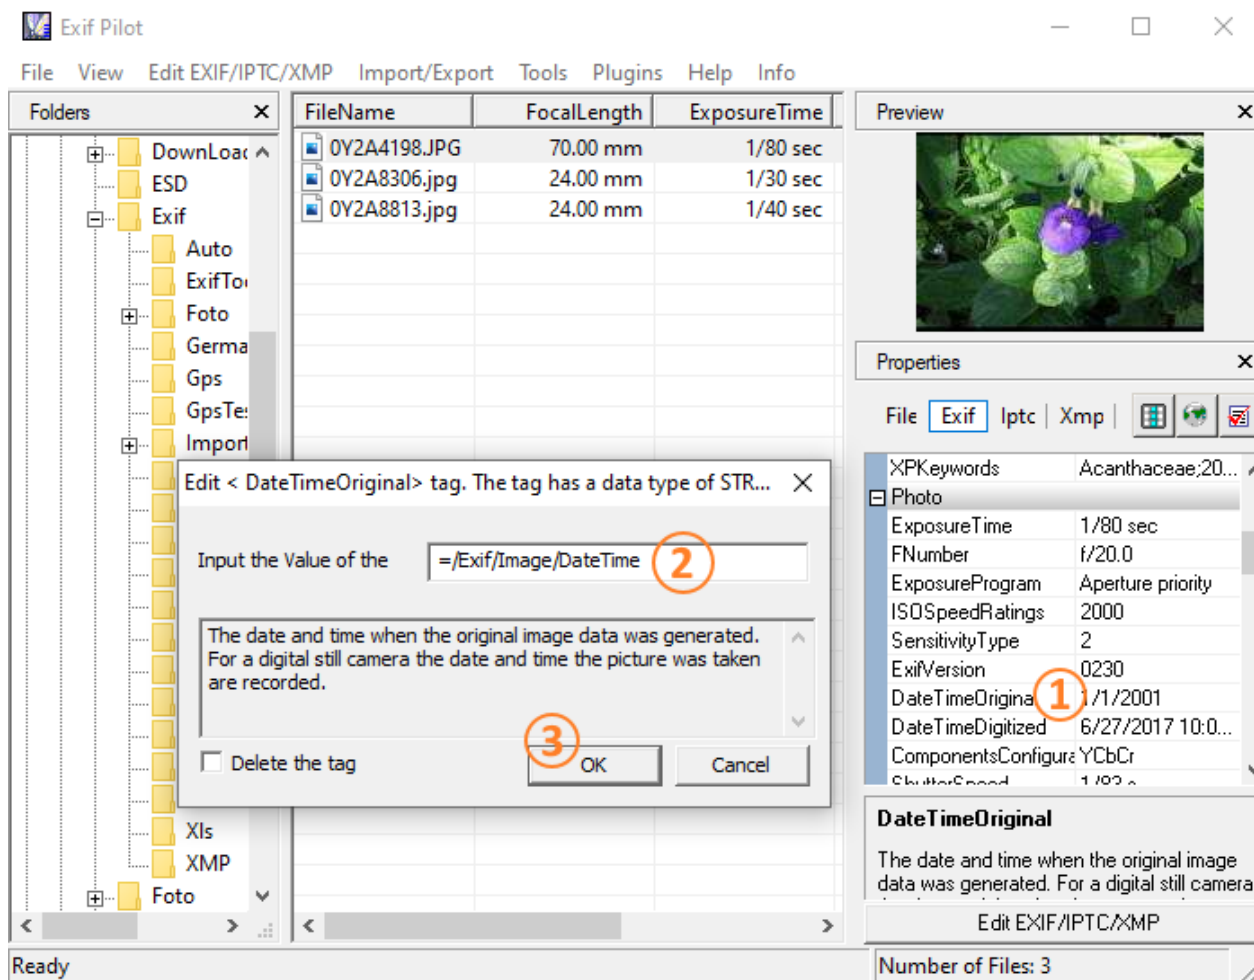 Exif Pilot
File View Edit EXIF/IPTC/XMP Import/Export Tools Plugins Help Info
Folders
DownLoac
ESD
Exif
Auto
ExifToo
Foto
Germa
Gps
GpsTes
Import
Xls
XMP
Foto
FileName FocalLength ExposureTime
0Y2A4198.JPG 70.00 mm 1/80 sec
0Y2A8306.jpg 24.00 mm 1/30 sec
0Y2A8813.jpg 24.00 mm 1/40 sec
Preview
Properties
File Exif Iptc Xmp
XPKeywords Acanthaceae;20...
Photo
ExposureTime 1/80 sec
FNumber f/20.0
ExposureProgram Aperture priority
ISOSpeedRatings 2000
SensitivityType 2
ExifVersion 0230
DateTimeOrigina 1 1/1/2001
DateTimeDigitized 6/27/2017 10:0...
ComponentsConfigura YCbCr
DateTimeOriginal
The date and time when the original image
data was generated. For a digital still camera
Edit EXIF/IPTC/XMP
Edit < DateTimeOriginal> tag. The tag has a data type of STR...
Input the Value of the =/Exif/Image/DateTime 2
The date and time when the original image data was generated.
For a digital still camera the date and time the picture was taken
are recorded.
3
Delete the tag OK Cancel
Ready Number of Files: 3